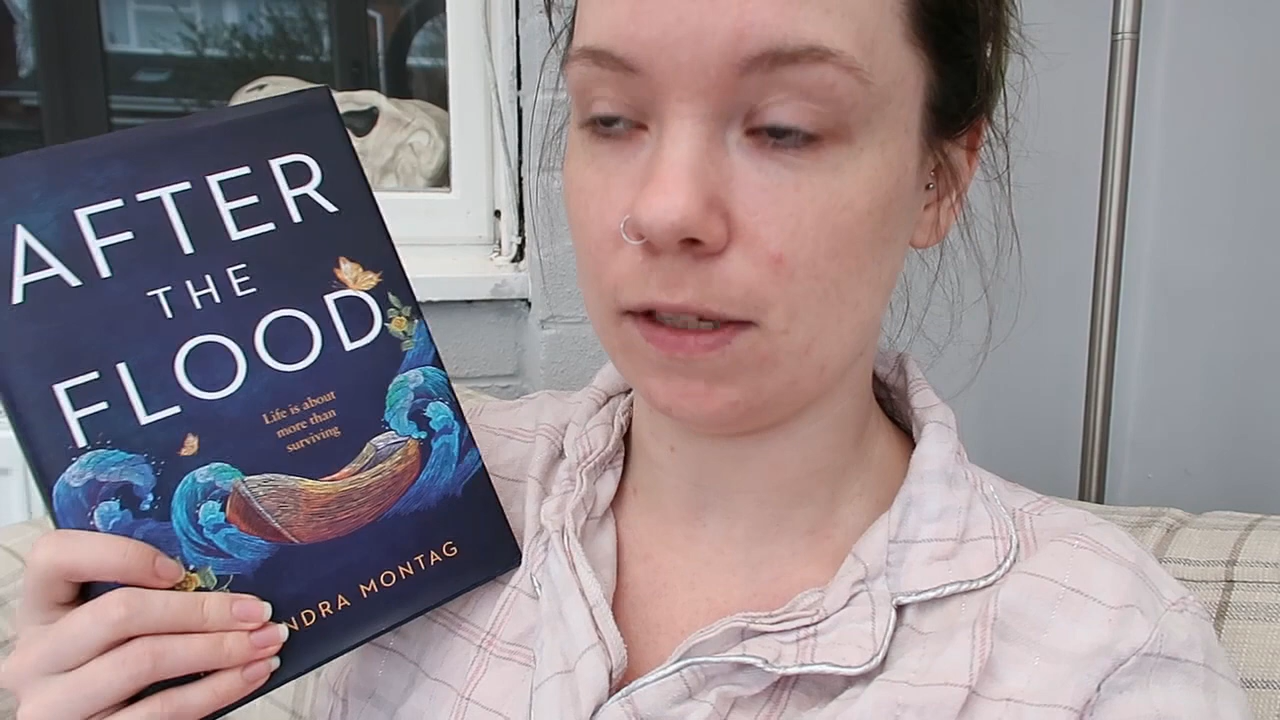 AFTER
THE
FLOOD
Life is about
more than
surviving
NDRA MONTAG